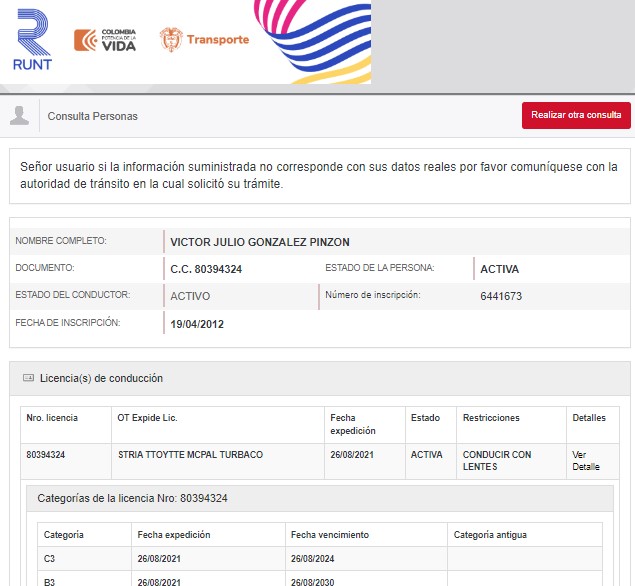 RUNT
COLOMBIA
POTENCIA DE LA
VIDA
Transporte
Consulta Personas
Realizar otra consulta
Señor usuario si la información suministrada no corresponde con sus datos reales por favor comuníquese con la
autoridad de tránsito en la cual solicitó su trámite.
NOMBRE COMPLETO: VICTOR JULIO GONZALEZ PINZON
DOCUMENTO: C.C. 80394324 ESTADO DE LA PERSONA: ACTIVA
ESTADO DEL CONDUCTOR: ACTIVO Número de inscripción: 6441673
FECHA DE INSCRIPCIÓN: 19/04/2012
Licencia(s) de conducción
Nro. licencia OT Expide Lic. Fecha expedición Estado Restricciones Detalles
80394324 STRIA TTOYTTE MCPAL TURBACO 26/08/2021 ACTIVA CONDUCIR CON LENTES Ver Detalle
Categorías de la licencia Nro: 80394324
Categoría Fecha expedición Fecha vencimiento Categoría antigua
C3 26/08/2021 26/08/2024
B3 26/08/2021 26/08/2030